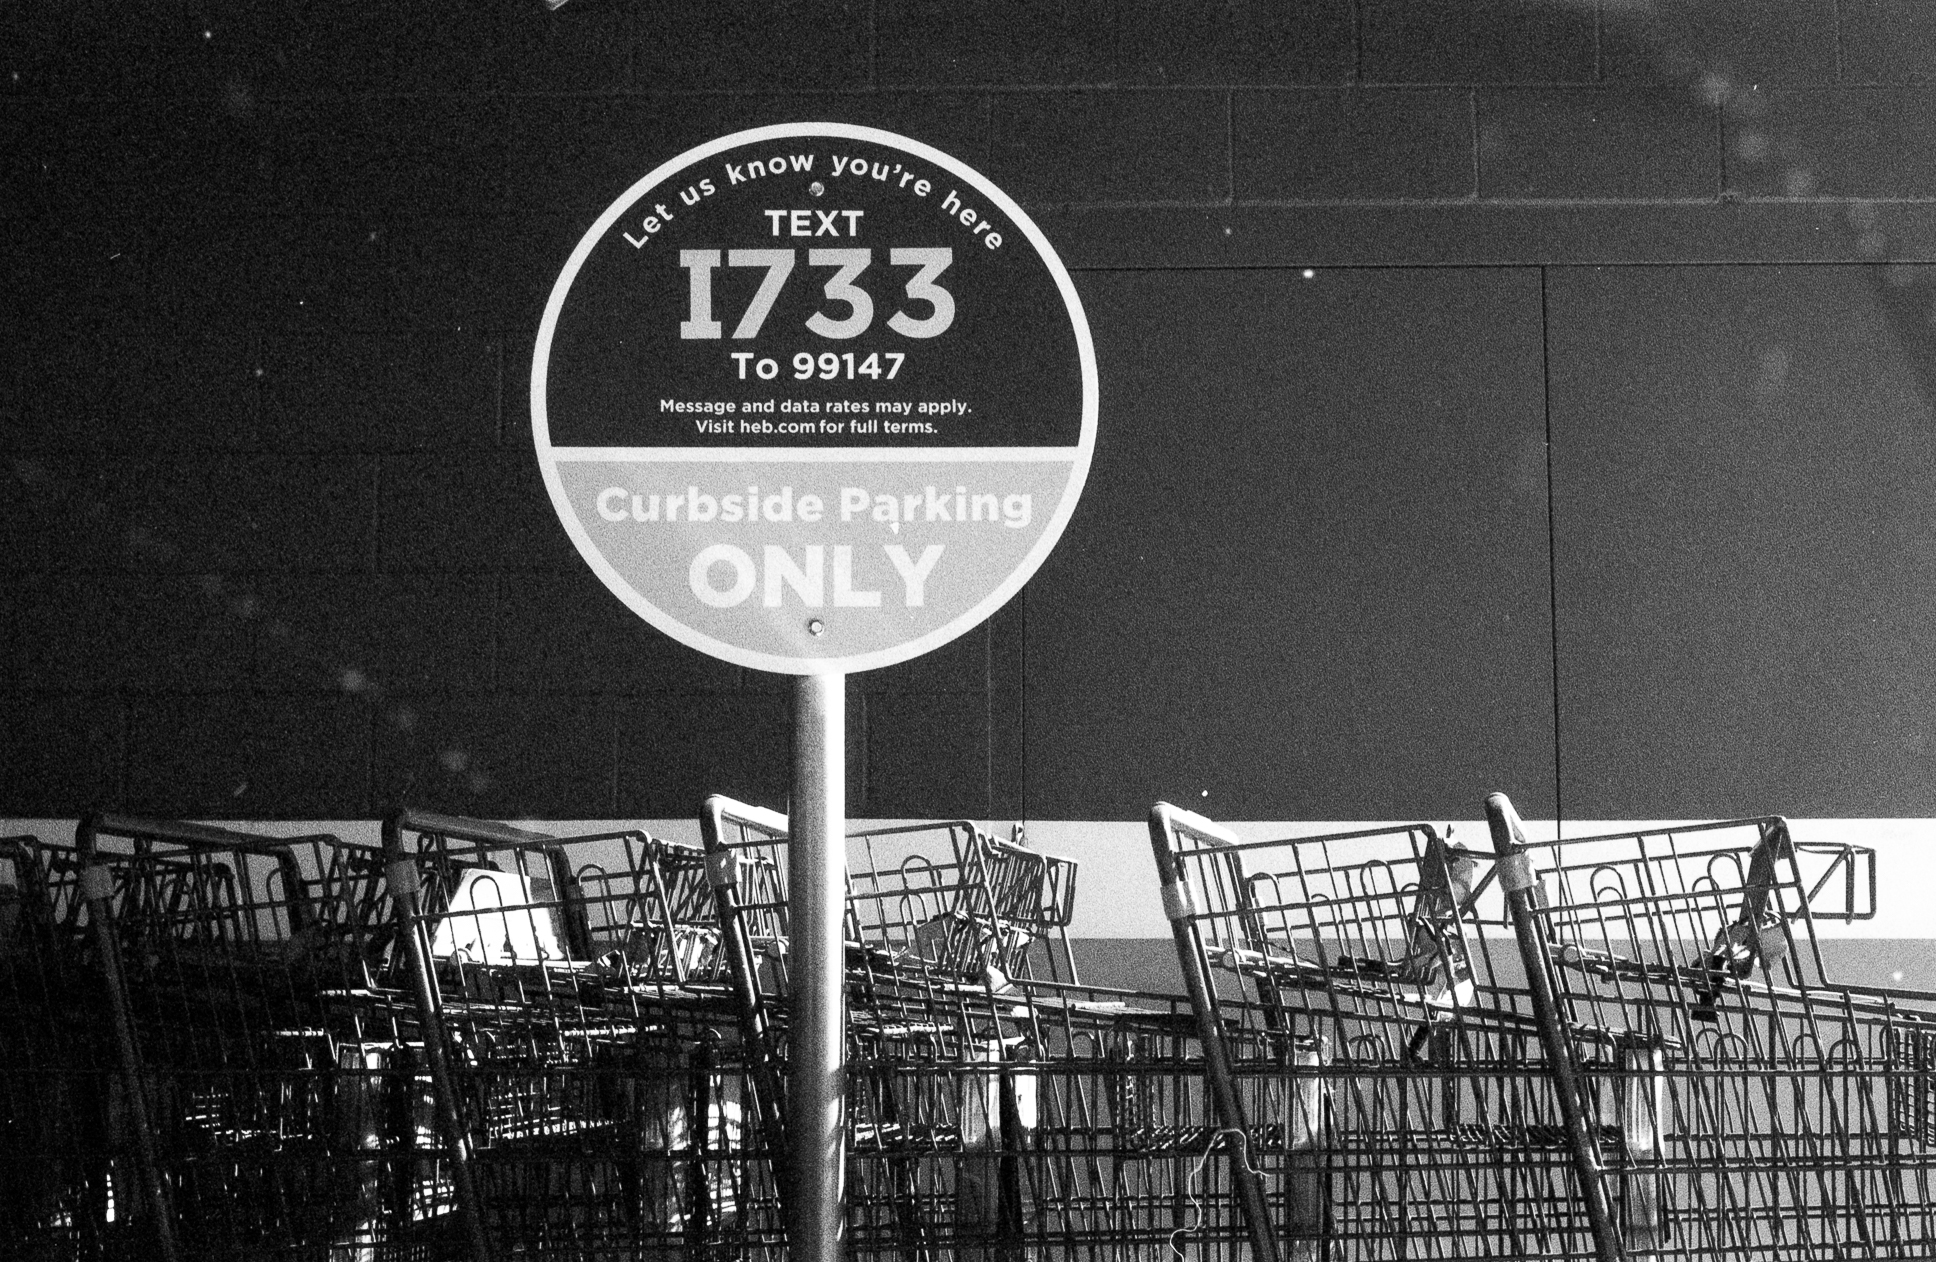 Let us know you're here
TEXT
I733
To 99147
Message and data rates may apply.
Visit heb.com for full terms.
Curbside Parking
ONLY